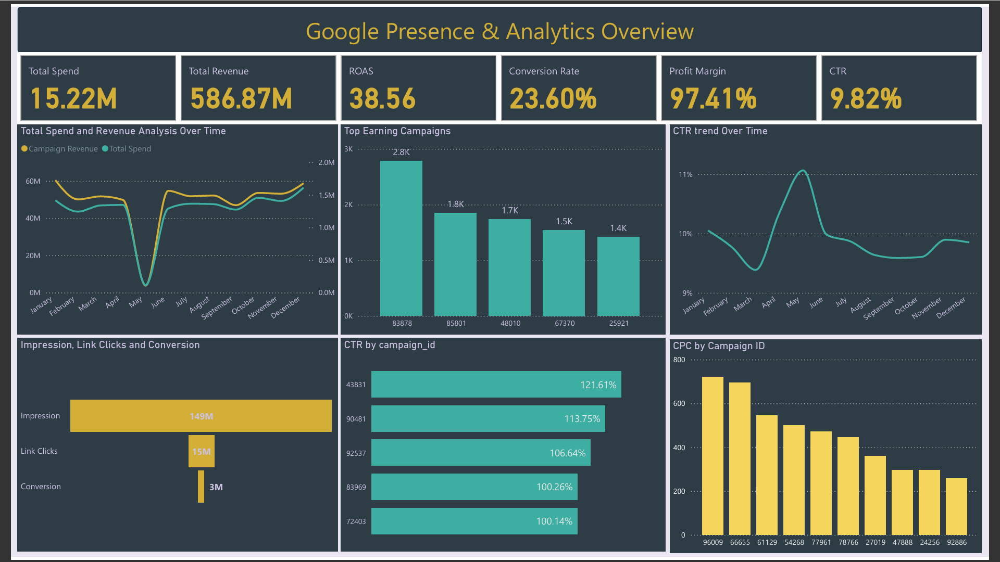 Google Presence & Analytics Overview
Total Spend
15.22M
Total Revenue
586.87M
ROAS
38.56
Conversion Rate
23.60%
Profit Margin
97.41%
CTR
9.82%
Total Spend and Revenue Analysis Over Time
Campaign Revenue Total Spend
2.0M
60M
1.5M
40M
1.0M
20M
0.5M
0M
0.0M
January February March April May June July August September October November December
Top Earning Campaigns
3K
2.8K
2K
1.8K
1.7K
1.5K
1.4K
1K
0K
83878 85801 48010 67370 25921
CTR trend Over Time
11%
10%
9%
January February March April May June July August September October November December
Impression, Link Clicks and Conversion
Impression 149M
Link Clicks 15M
Conversion 3M
CTR by campaign_id
43831 121.61%
90481 113.75%
92537 106.64%
83969 100.26%
72403 100.14%
CPC by Campaign ID
800
600
400
200
0
96009 66655 61129 54268 77961 78766 27019 47888 24256 92886